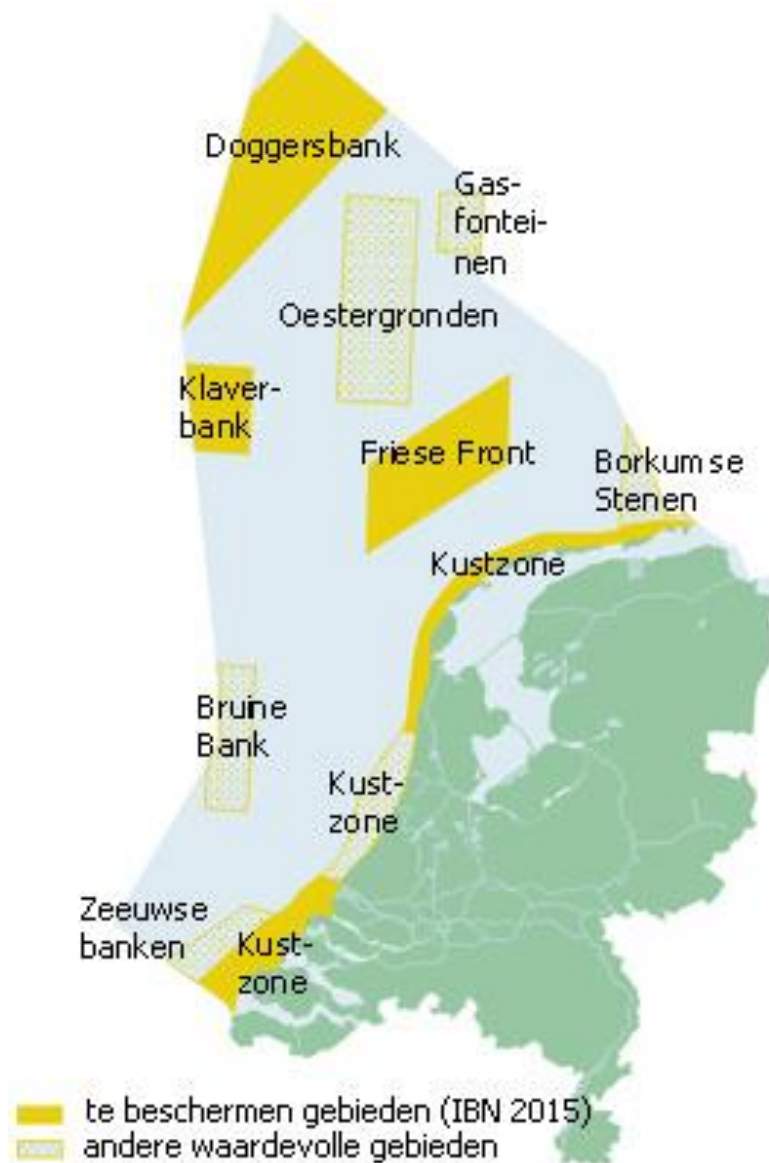 Doggersbank
Gas-
fontei-
nen
Oestergronden
Klaver-
bank
Friese Front
Borkumse
Stenen
Kustzone
Bruine
Bank
Kust-
zone
Zeeuwse
banken
Kust-
zone
te beschermen gebieden (IBN 2015)
andere waardevolle gebieden